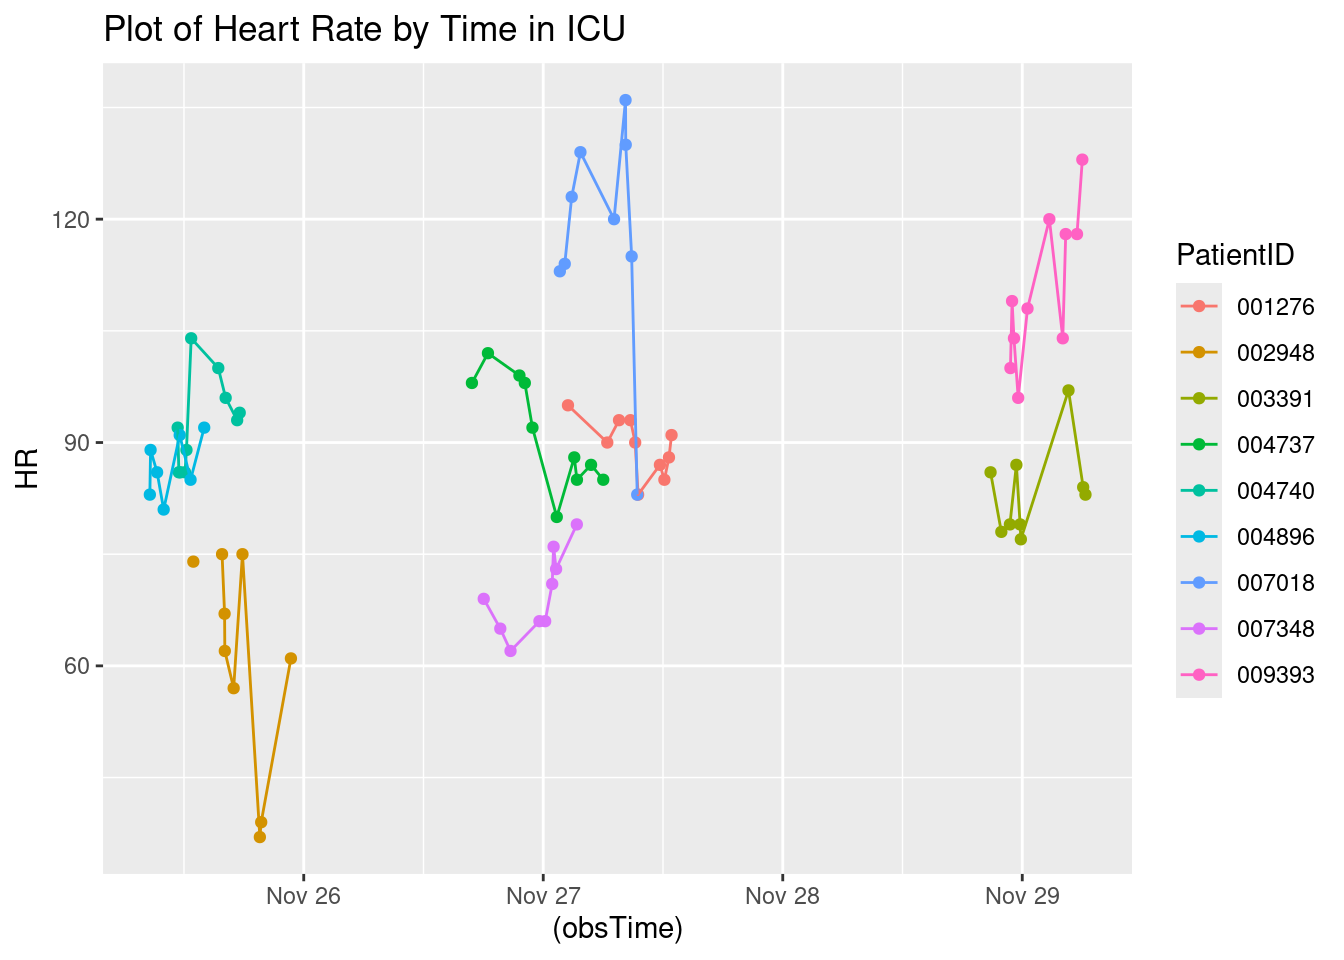 Plot of Heart Rate by Time in ICU
HR
120
90
60
Nov 26
Nov 27
Nov 28
Nov 29
(obsTime)
PatientID
001276
002948
003391
004737
004740
004896
007018
007348
009393